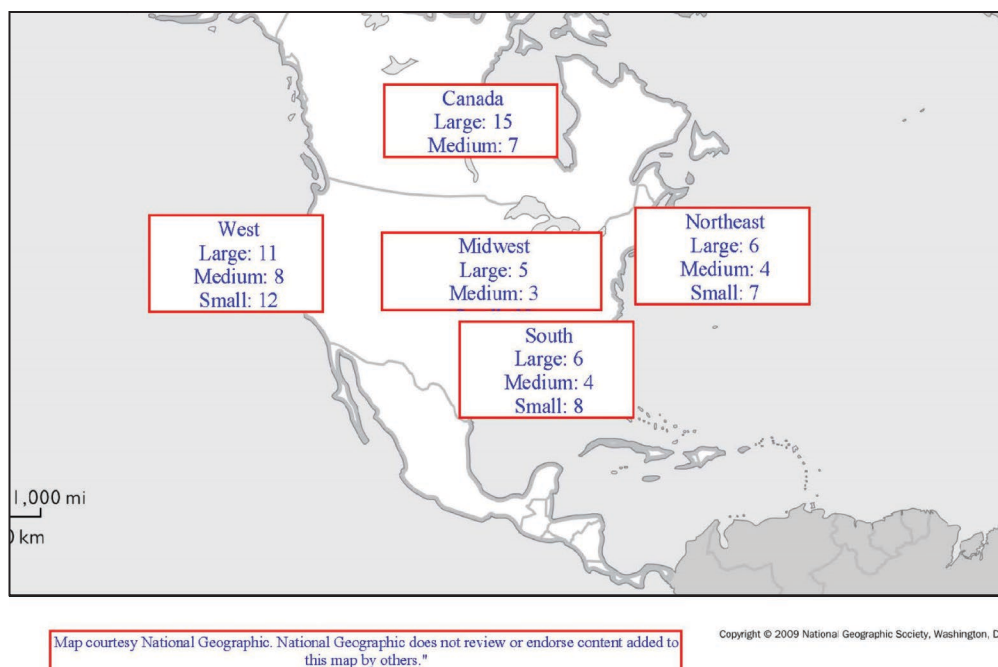 Canada
Large: 15
Medium: 7
West
Large: 11
Medium: 8
Small: 12
Midwest
Large: 5
Medium: 3
Northeast
Large: 6
Medium: 4
Small: 7
South
Large: 6
Medium: 4
Small: 8
1,000 mi
km
Map courtesy National Geographic. National Geographic does not review or endorse content added to
this map by others."
Copyright © 2009 National Geographic Society, Washington, D